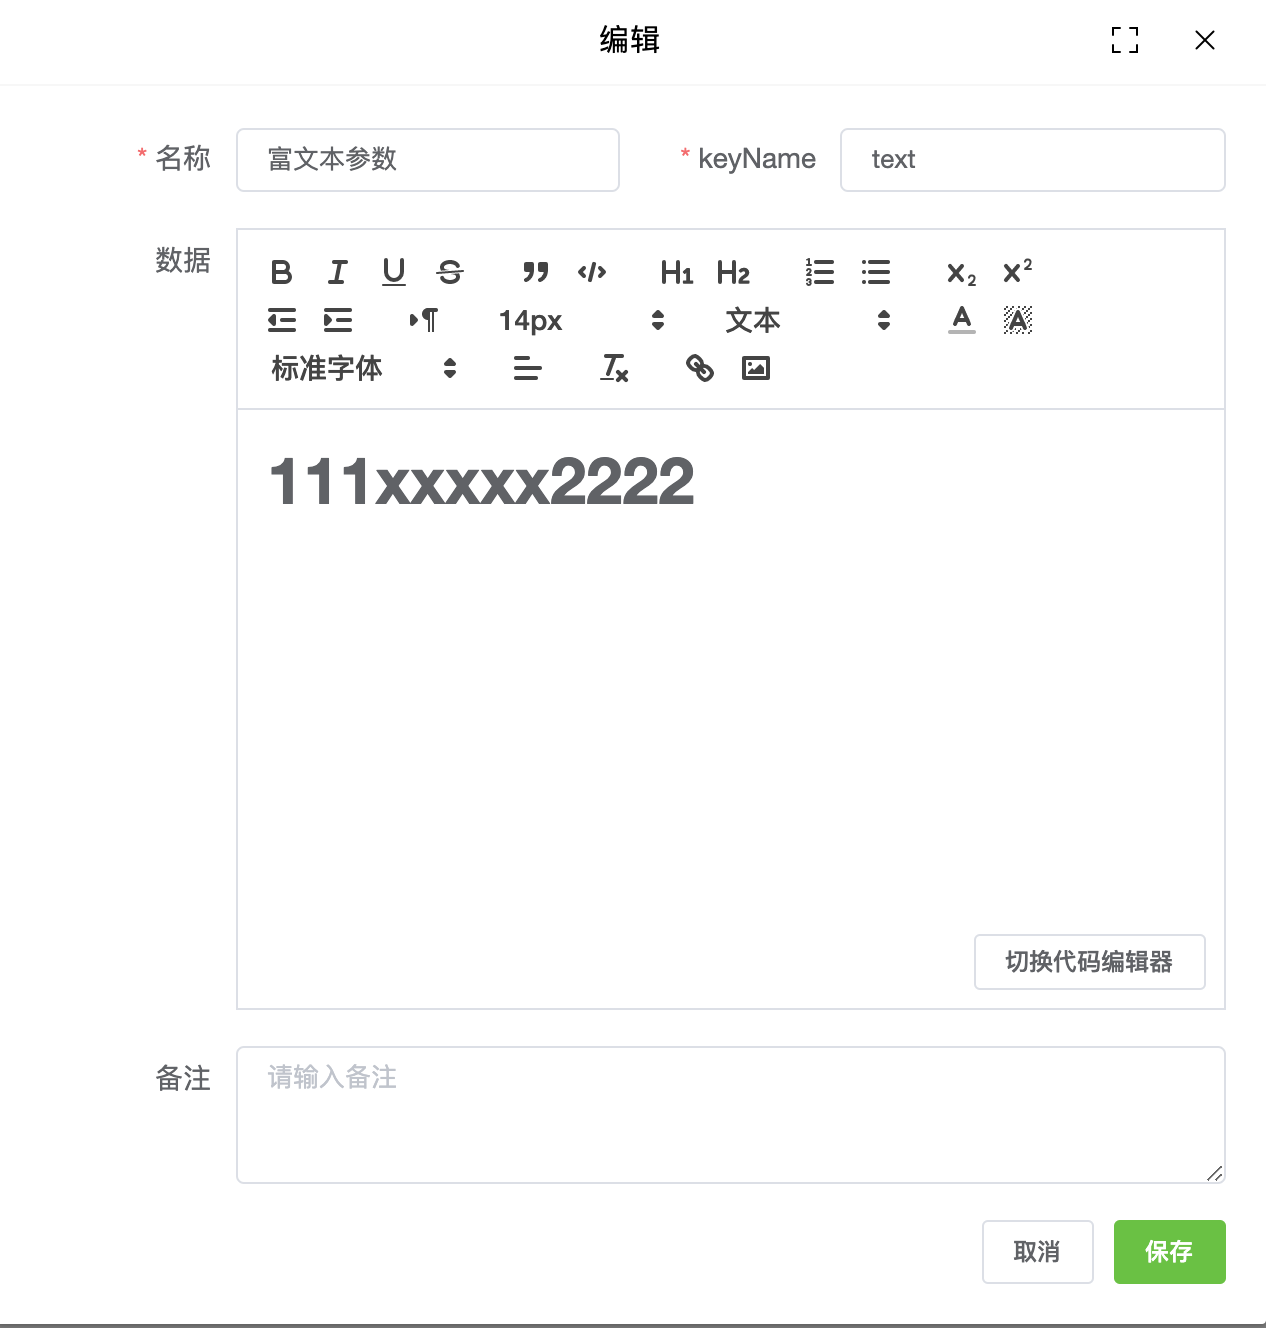 编辑
* 名称 富文本参数 * keyName text
数据
B I U S ” </> H1 H2 x₂ x²
14px 文本 A A
标准字体
111xxxxx2222
切换代码编辑器
备注 请输入备注
取消 保存